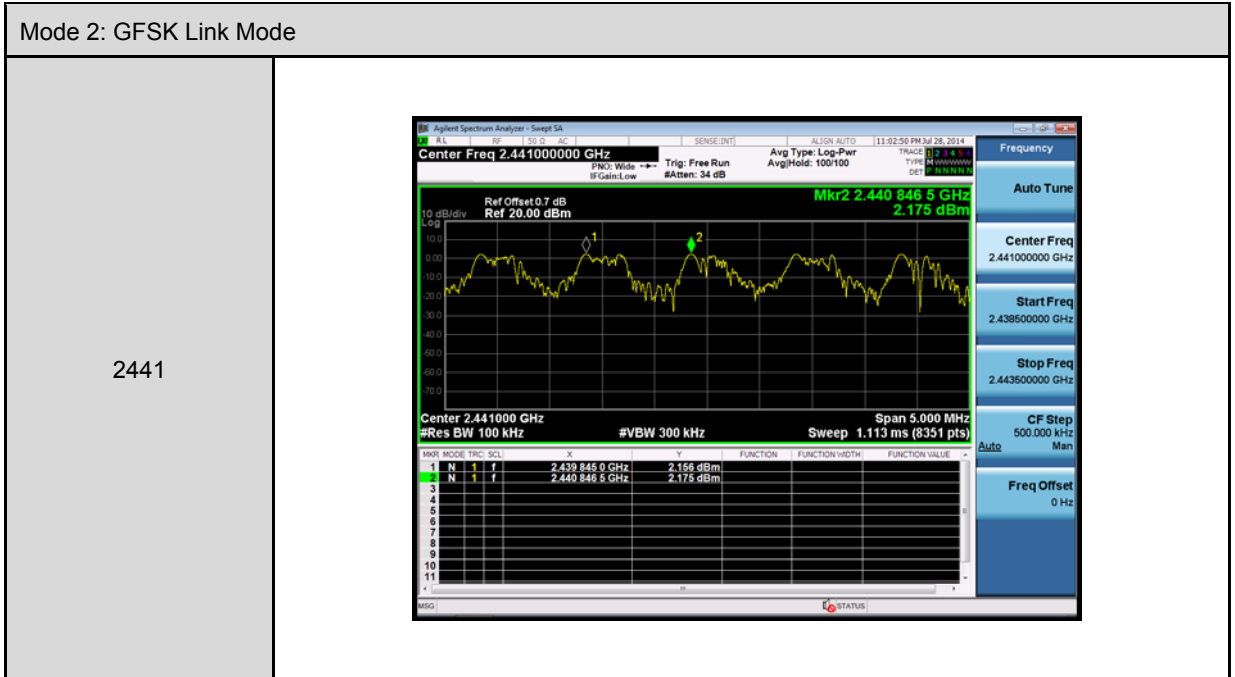 Mode 2: GFSK Link Mode
2441
Agilent Spectrum Analyzer - Swept SA
RL RF 50 Ω AC SENSE:INT ALIGN AUTO 11:02:50 PM Jul 28, 2014
Center Freq 2.441000000 GHz
PNO: Wide
IFGain:Low
Trig: Free Run
#Atten: 34 dB
Avg Type: Log-Pwr
Avg|Hold: 100/100
TRACE 1 2 3 4 5 6
TYPE M WWWWW
DET P N N N N N
Frequency
Auto Tune
Center Freq
2.441000000 GHz
Start Freq
2.438500000 GHz
Stop Freq
2.443500000 GHz
CF Step
500.000 kHz
Auto Man
Freq Offset
0 Hz
Mkr2 2.440 846 5 GHz
2.175 dBm
Ref Offset 0.7 dB
10 dB/div Ref 20.00 dBm
Log
10.0
0.00
-10.0
-20.0
-30.0
-40.0
-50.0
-60.0
-70.0
1
2
Center 2.441000 GHz Span 5.000 MHz
#Res BW 100 kHz #VBW 300 kHz Sweep 1.113 ms (8351 pts)
MKR MODE TRC SCL X Y FUNCTION FUNCTION WIDTH FUNCTION VALUE
1 N 1 f 2.439 845 0 GHz 2.156 dBm
2 N 1 f 2.440 846 5 GHz 2.175 dBm
3
4
5
6
7
8
9
10
11
MSG STATUS